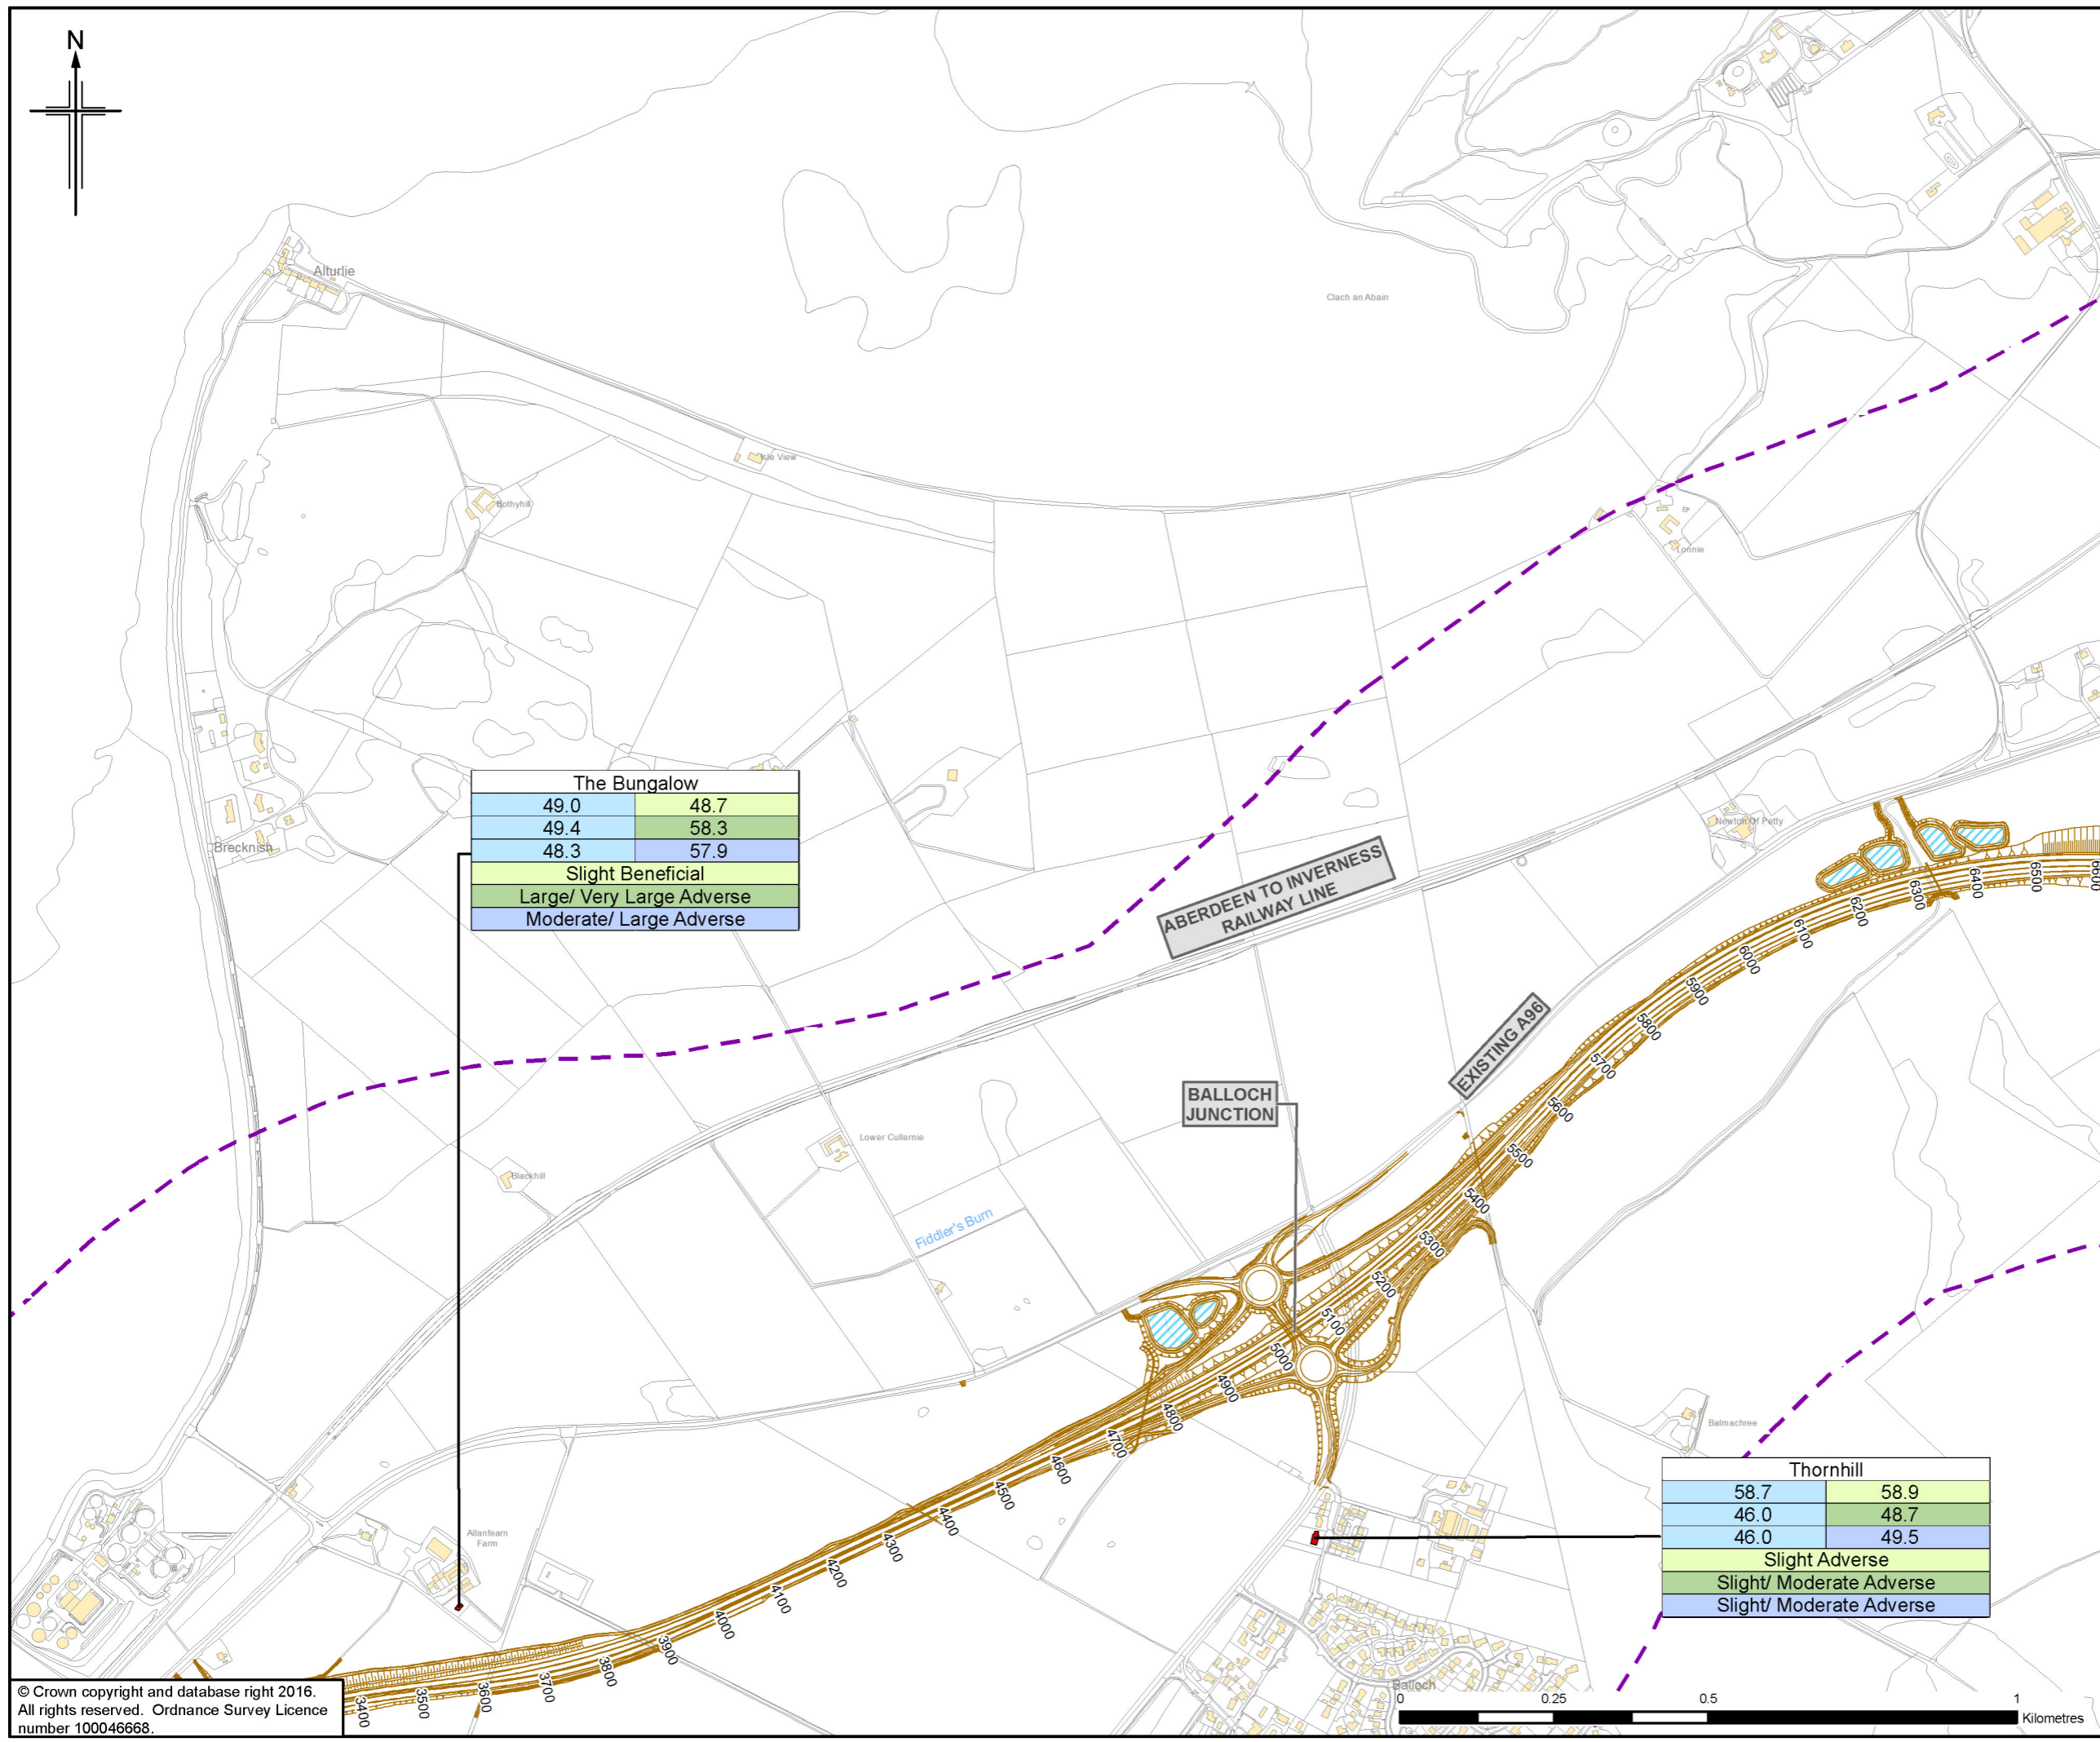 N
Alturlie
Clach an Abain
Isle View
Bothyhill
Lonnie
The Bungalow
49.0 48.7
49.4 58.3
48.3 57.9
Slight Beneficial
Large/ Very Large Adverse
Moderate/ Large Adverse
Brecknish
Newton Of Petty
ABERDEEN TO INVERNESS
RAILWAY LINE
EXISTING A96
BALLOCH
JUNCTION
Lower Cullernie
Blackhill
Fiddler's Burn
6600
6500
6400
6300
6200
6100
6000
5900
5800
5700
5600
5500
5400
5300
5200
5100
5000
4900
4800
4700
4600
4500
4400
4300
4200
4100
4000
3900
3800
3700
3600
3500
3400
Balmachree
Thornhill
58.7 58.9
46.0 48.7
46.0 49.5
Slight Adverse
Slight/ Moderate Adverse
Slight/ Moderate Adverse
Allanfearn
Farm
Balloch
0 0.25 0.5 1
Kilometres
© Crown copyright and database right 2016.
All rights reserved. Ordnance Survey Licence
number 100046668.